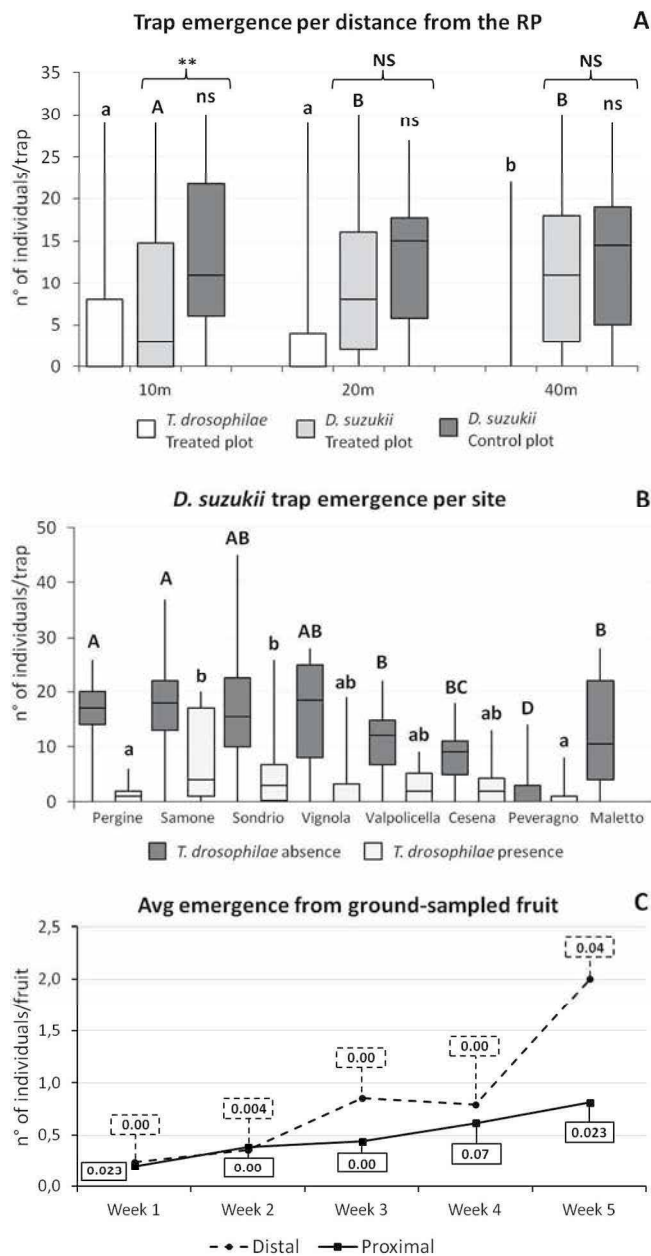 Trap emergence per distance from the RP
A
n° of individuals/trap
35
30
25
20
15
10
5
0
**
NS
NS
a
A
ns
a
B
ns
b
B
ns
10m
20m
40m
T. drosophilae
Treated plot
D. suzukii
Treated plot
D. suzukii
Control plot
D. suzukii trap emergence per site
B
n° of individuals/trap
50
40
30
20
10
0
A
a
A
b
AB
b
AB
ab
B
ab
BC
ab
D
a
B
Pergine
Samone
Sondrio
Vignola
Valpolicella
Cesena
Peveragno
Maletto
T. drosophilae absence
T. drosophilae presence
Avg emergence from ground-sampled fruit
C
n° of individuals/fruit
2,5
2,0
1,5
1,0
0,5
0,0
0.00
0.004
0.00
0.00
0.04
0.023
0.00
0.00
0.07
0.023
Week 1
Week 2
Week 3
Week 4
Week 5
Distal
Proximal